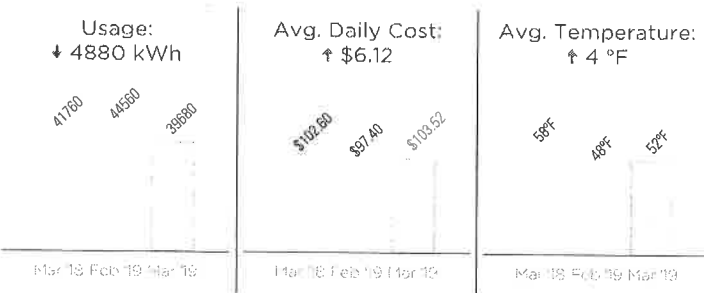 Usage:
↓ 4880 kWh
41760 44560 39680
Mar '18 Feb '19 Mar '19
Avg. Daily Cost:
↑ $6.12
$102.60 $97.40 $103.52
Mar '18 Feb '19 Mar '19
Avg. Temperature:
↑ 4 °F
58°F 48°F 52°F
Mar '18 Feb '19 Mar '19